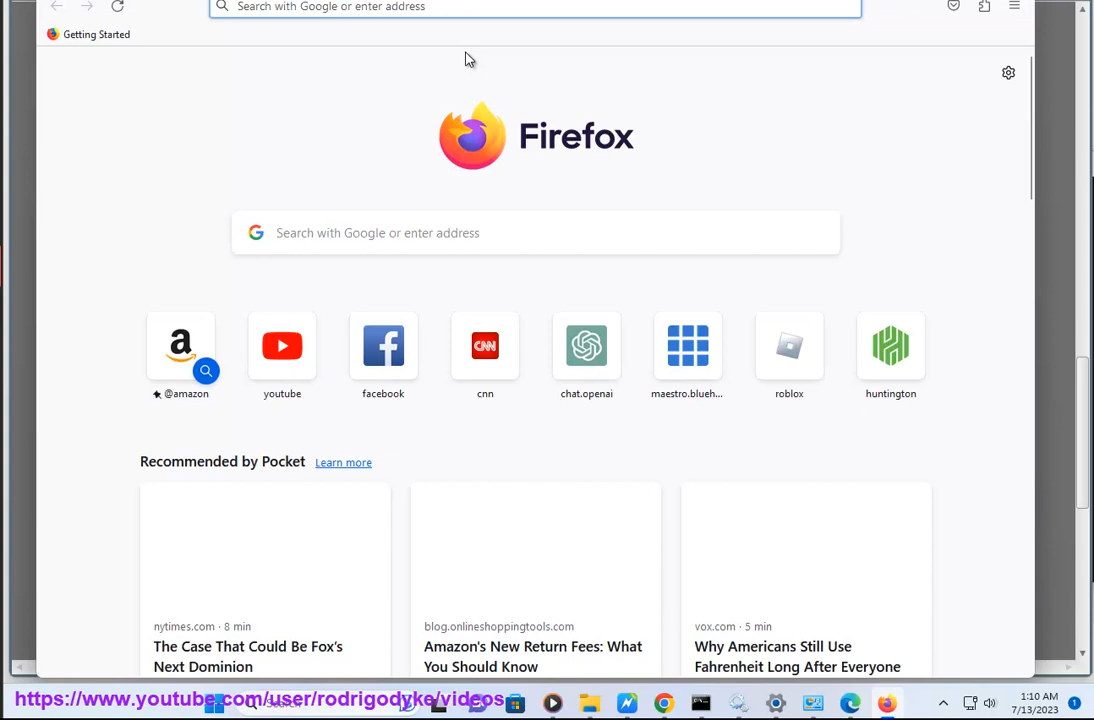 Search with Google or enter address
Getting Started
Firefox
Search with Google or enter address
a
CNN
@amazon
youtube
facebook
cnn
chat.openai
maestro.blueh...
roblox
huntington
Recommended by Pocket Learn more
nytimes.com · 8 min
The Case That Could Be Fox's
Next Dominion
blog.onlineshoppingtools.com
Amazon's New Return Fees: What
You Should Know
vox.com · 5 min
Why Americans Still Use
Fahrenheit Long After Everyone
https://www.youtube.com/user/rodrigodyke/videos
1:10 AM
7/13/2023
1